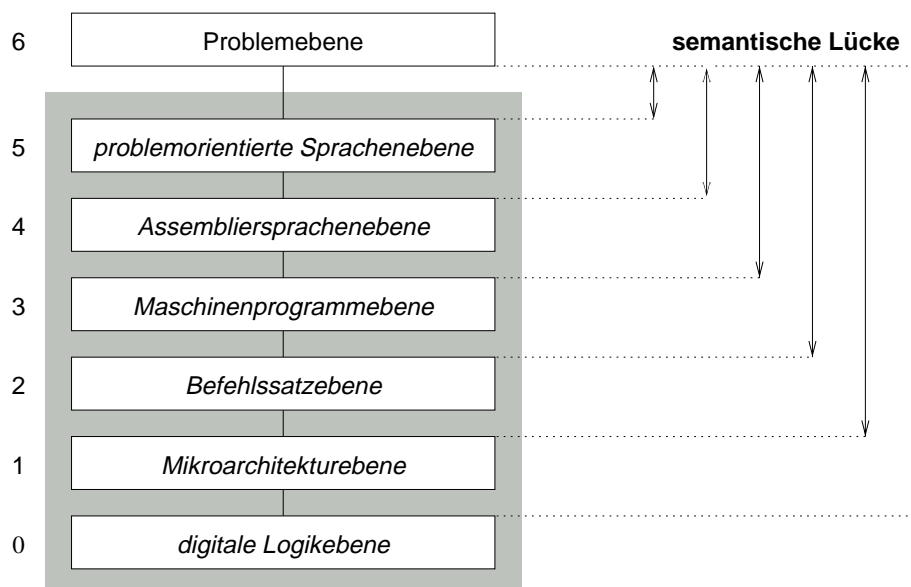 6 Problemebene semantische Lücke
5 problemorientierte Sprachenebene
4 Assembliersprachenebene
3 Maschinenprogrammebene
2 Befehlssatzebene
1 Mikroarchitekturebene
0 digitale Logikebene